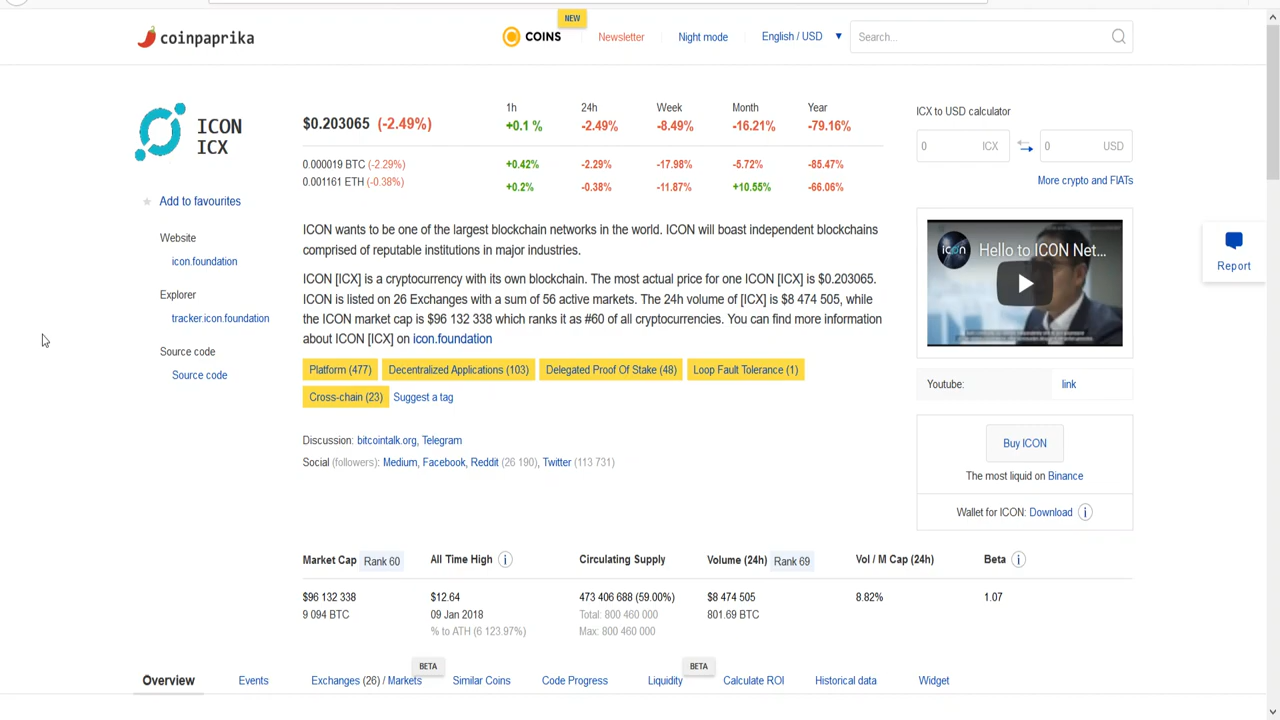 coinpaprika
NEW
COINS
Newsletter
Night mode
English / USD
Search...
ICON
ICX
$0.203065 (-2.49%)
0.000019 BTC (-2.29%)
0.001161 ETH (-0.38%)
1h 24h Week Month Year
+0.1 % -2.49% -8.49% -16.21% -79.16%
+0.42% -2.29% -17.98% -5.72% -85.47%
+0.2% -0.38% -11.87% +10.55% -66.06%
ICX to USD calculator
0 ICX 0 USD
More crypto and FIATs
Add to favourites
Website
icon.foundation
Explorer
tracker.icon.foundation
Source code
Source code
ICON wants to be one of the largest blockchain networks in the world. ICON will boast independent blockchains
comprised of reputable institutions in major industries.
ICON [ICX] is a cryptocurrency with its own blockchain. The most actual price for one ICON [ICX] is $0.203065.
ICON is listed on 26 Exchanges with a sum of 56 active markets. The 24h volume of [ICX] is $8 474 505, while
the ICON market cap is $96 132 338 which ranks it as #60 of all cryptocurrencies. You can find more information
about ICON [ICX] on icon.foundation
Platform (477) Decentralized Applications (103) Delegated Proof Of Stake (48) Loop Fault Tolerance (1)
Cross-chain (23) Suggest a tag
Discussion: bitcointalk.org, Telegram
Social (followers): Medium, Facebook, Reddit (26 190), Twitter (113 731)
icon
Hello to ICON Net...
Youtube: link
Buy ICON
The most liquid on Binance
Wallet for ICON: Download
Report
Market Cap Rank 60 All Time High Circulating Supply Volume (24h) Rank 69 Vol / M Cap (24h) Beta
$96 132 338 $12.64 473 406 688 (59.00%) $8 474 505 8.82% 1.07
9 094 BTC 09 Jan 2018 Total: 800 460 000 801.69 BTC
% to ATH (6 123.97%) Max: 800 460 000
BETA BETA
Overview Events Exchanges (26) / Markets Similar Coins Code Progress Liquidity Calculate ROI Historical data Widget